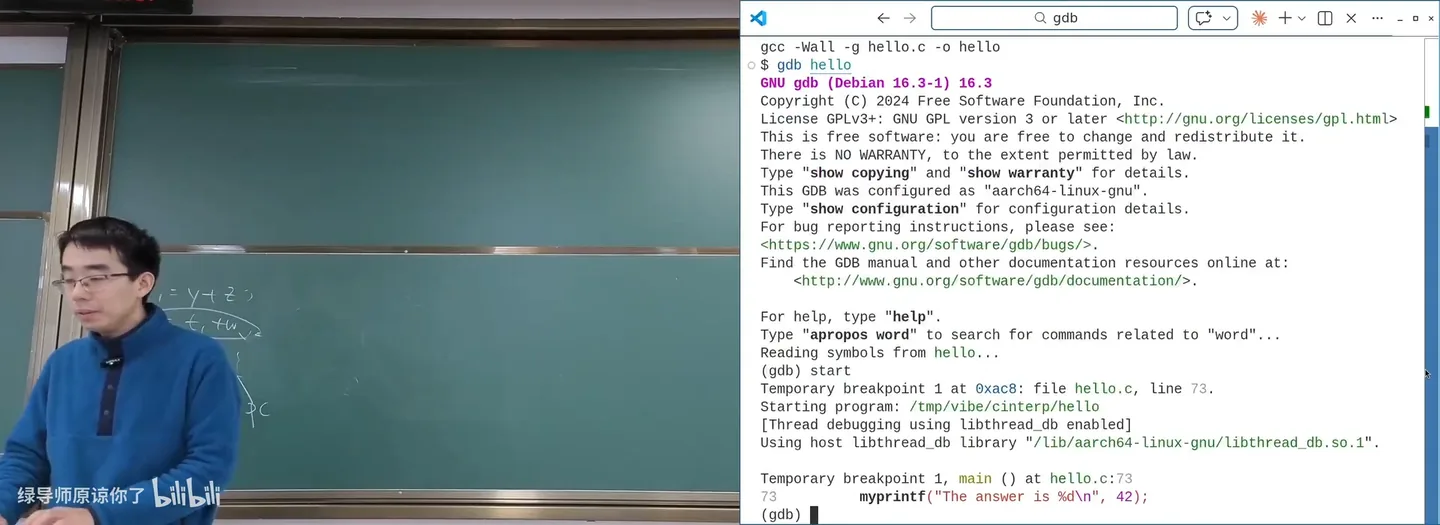 = y + z ;
= t₁ + w
绿导师原谅你了 bilibili
gdb
gcc -Wall -g hello.c -o hello
$ gdb hello
GNU gdb (Debian 16.3-1) 16.3
Copyright (C) 2024 Free Software Foundation, Inc.
License GPLv3+: GNU GPL version 3 or later <http://gnu.org/licenses/gpl.html>
This is free software: you are free to change and redistribute it.
There is NO WARRANTY, to the extent permitted by law.
Type "show copying" and "show warranty" for details.
This GDB was configured as "aarch64-linux-gnu".
Type "show configuration" for configuration details.
For bug reporting instructions, please see:
<https://www.gnu.org/software/gdb/bugs/>.
Find the GDB manual and other documentation resources online at:
    <http://www.gnu.org/software/gdb/documentation/>.
For help, type "help".
Type "apropos word" to search for commands related to "word"...
Reading symbols from hello...
(gdb) start
Temporary breakpoint 1 at 0xac8: file hello.c, line 73.
Starting program: /tmp/vibe/cinterp/hello
[Thread debugging using libthread_db enabled]
Using host libthread_db library "/lib/aarch64-linux-gnu/libthread_db.so.1".
Temporary breakpoint 1, main () at hello.c:73
73          myprintf("The answer is %d\n", 42);
(gdb)